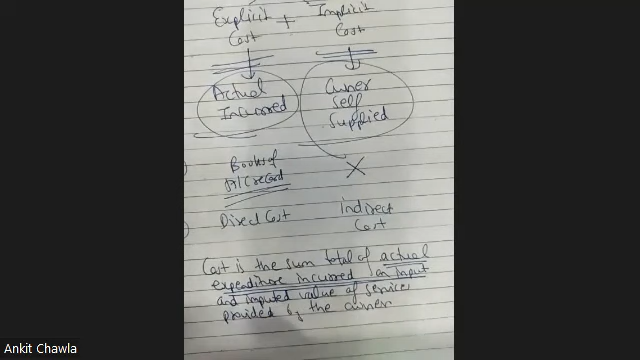 Explicit + Implicit
Cost Cost
Actual Owner
Incurred Self
Supplied
Books of
A/C record X
Direct Cost Indirect
Cost
Cost is the sum total of actual
expenditure incurred on input
and imputed value of services
provided by the owner
Ankit Chawla